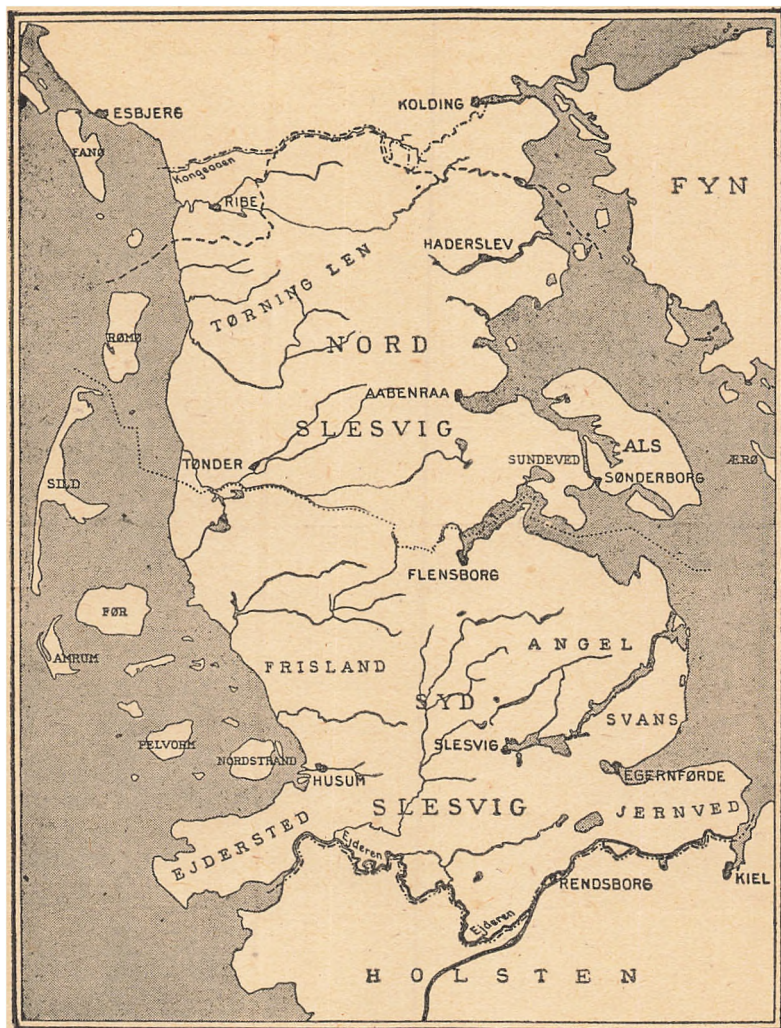 ESBJERG
KOLDING
FANØ
Kongeaaen
FYN
RIBE
HADERSLEV
TØRNING LEN
RØMØ
NORD
AABENRAA
SLESVIG
ALS
TØNDER
SUNDEVED
ÆRØ
SØNDERBORG
SILD
FLENSBORG
FØR
ANGEL
AMRUM
FRISLAND
SYD
SVANS
PELVORM
SLESVIG
NORDSTRAND
HUSUM
EGERNFØRDE
SLESVIG
JERNVED
EJDERSTED
Ejderen
KIEL
RENDSBORG
Ejderen
HOLSTEN